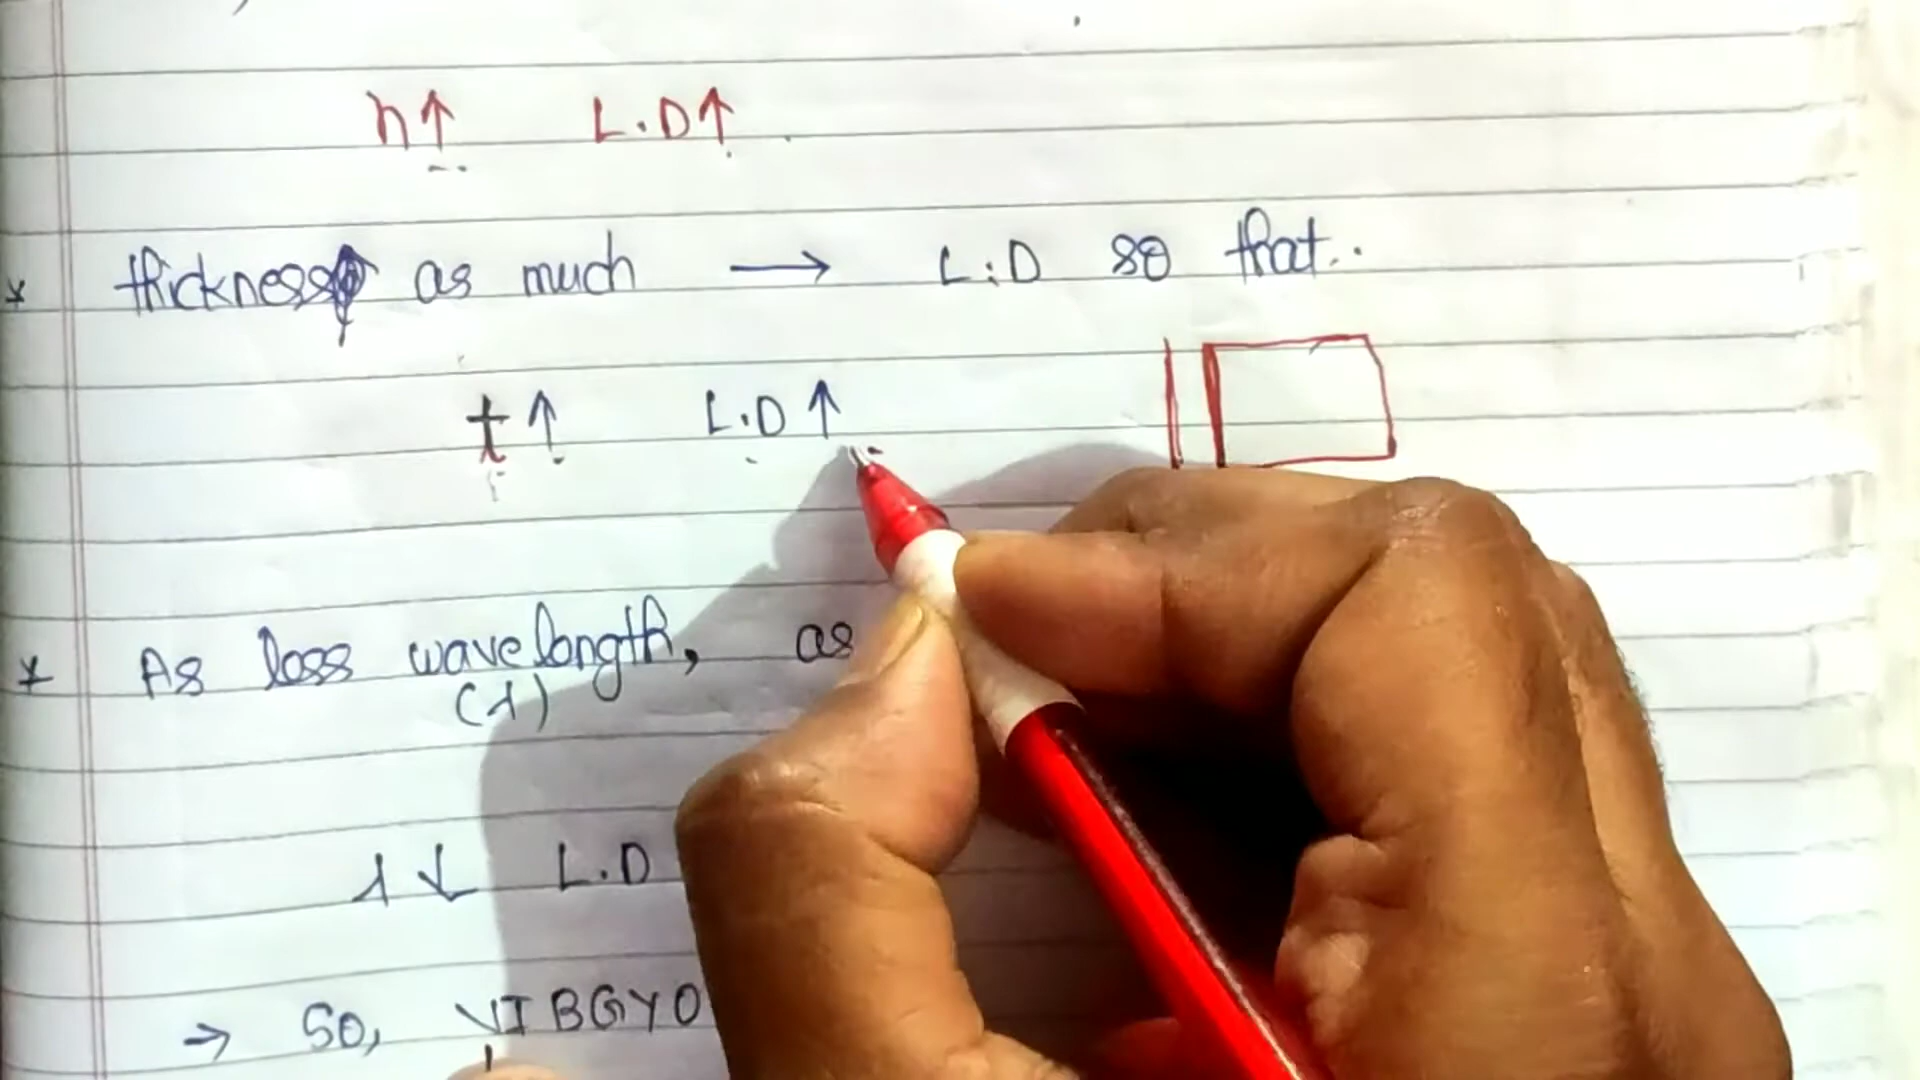 n↑ L.D↑
* thickness↑ as much → L.D so that..
t↑ L.D↑
* As less wavelength, as
(λ)
λ↓ L.D
→ So, VIBGYO